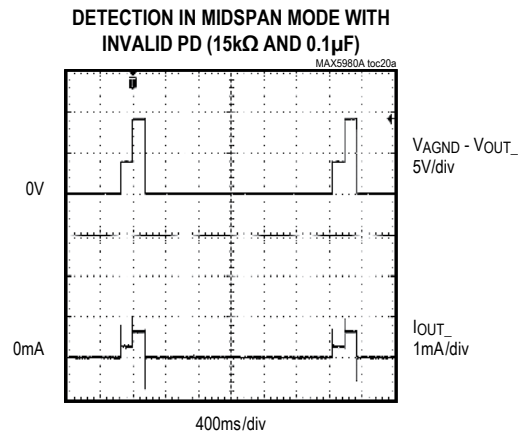 DETECTION IN MIDSPAN MODE WITH
INVALID PD (15kΩ AND 0.1µF)
MAX5980A toc20a
T
VAGND - VOUT_
5V/div
0V
IOUT_
1mA/div
0mA
400ms/div